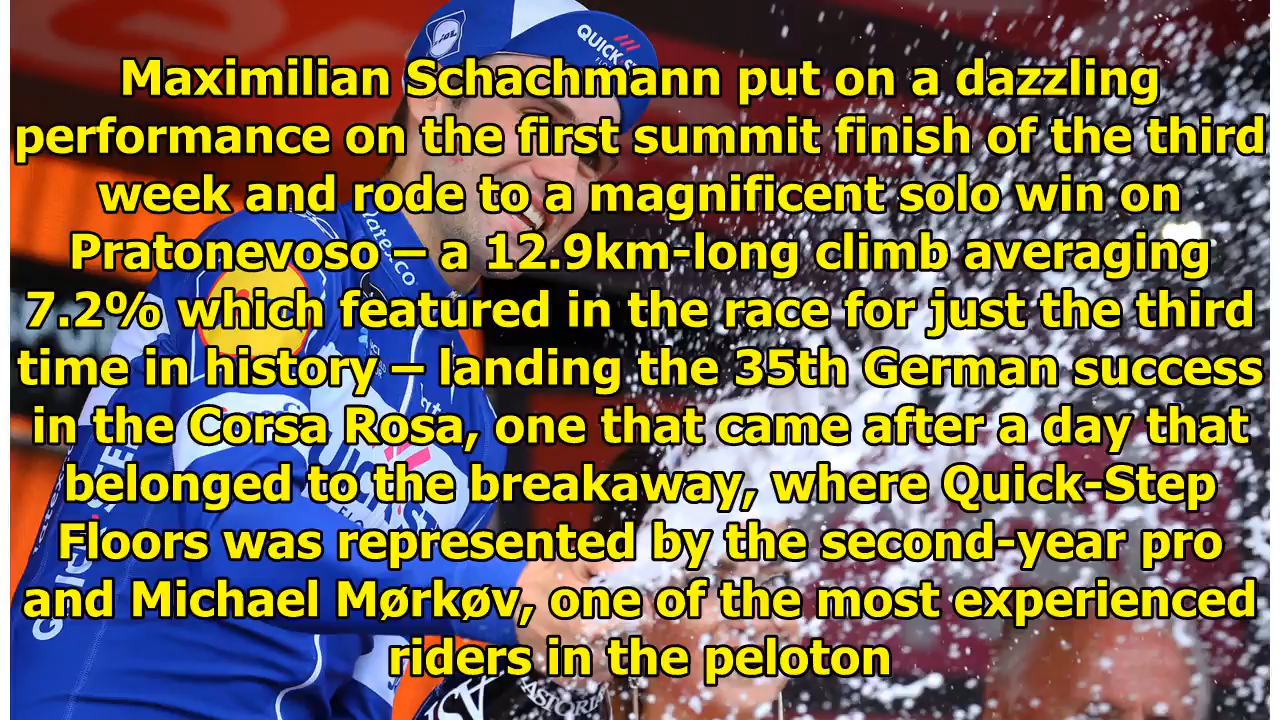 QUICK-S
Maximilian Schachmann put on a dazzling
performance on the first summit finish of the third
week and rode to a magnificent solo win on
Pratonevoso – a 12.9km-long climb averaging
7.2% which featured in the race for just the third
time in history – landing the 35th German success
in the Corsa Rosa, one that came after a day that
belonged to the breakaway, where Quick-Step
Floors was represented by the second-year pro
and Michael Mørkøv, one of the most experienced
riders in the peloton
ASTORIA